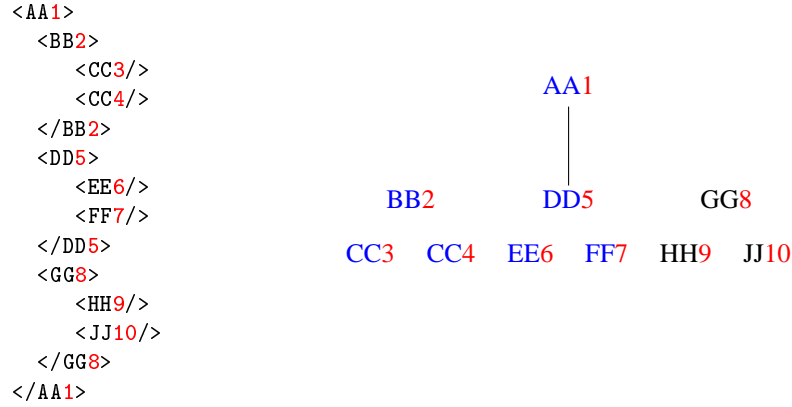 <AA1>
<BB2>
<CC3/>
<CC4/>
</BB2>
<DD5>
<EE6/>
<FF7/>
</DD5>
<GG8>
<HH9/>
<JJ10/>
</GG8>
</AA1>
AA1
BB2 DD5 GG8
CC3 CC4 EE6 FF7 HH9 JJ10